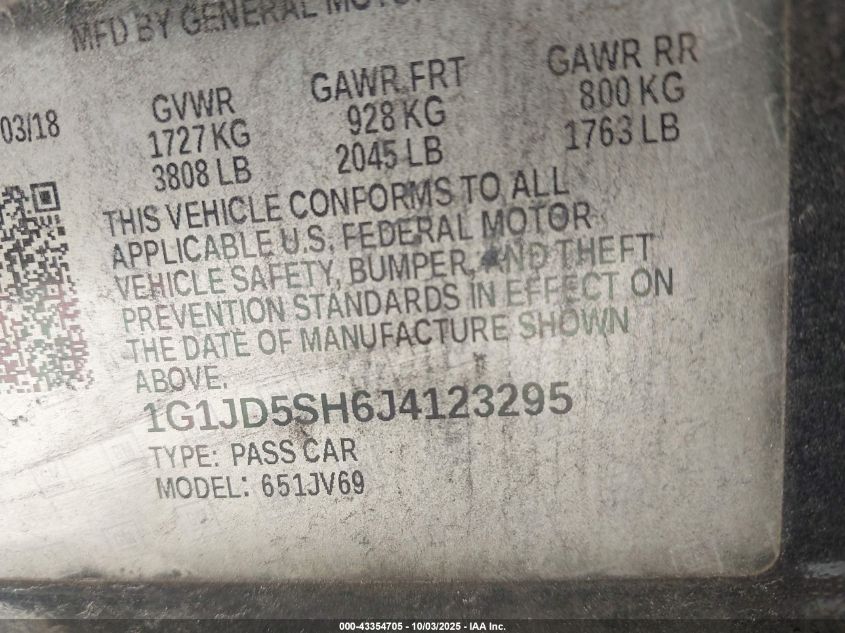 MFD BY GENERAL MOTOR
03/18
GVWR
1727 KG
3808 LB
GAWR FRT
928 KG
2045 LB
GAWR RR
800 KG
1763 LB
THIS VEHICLE CONFORMS TO ALL
APPLICABLE U.S. FEDERAL MOTOR
VEHICLE SAFETY, BUMPER, AND THEFT
PREVENTION STANDARDS IN EFFECT ON
THE DATE OF MANUFACTURE SHOWN
ABOVE.
1G1JD5SH6J4123295
TYPE: PASS CAR
MODEL: 651JV69
000-43354705 - 10/03/2025 - IAA Inc.